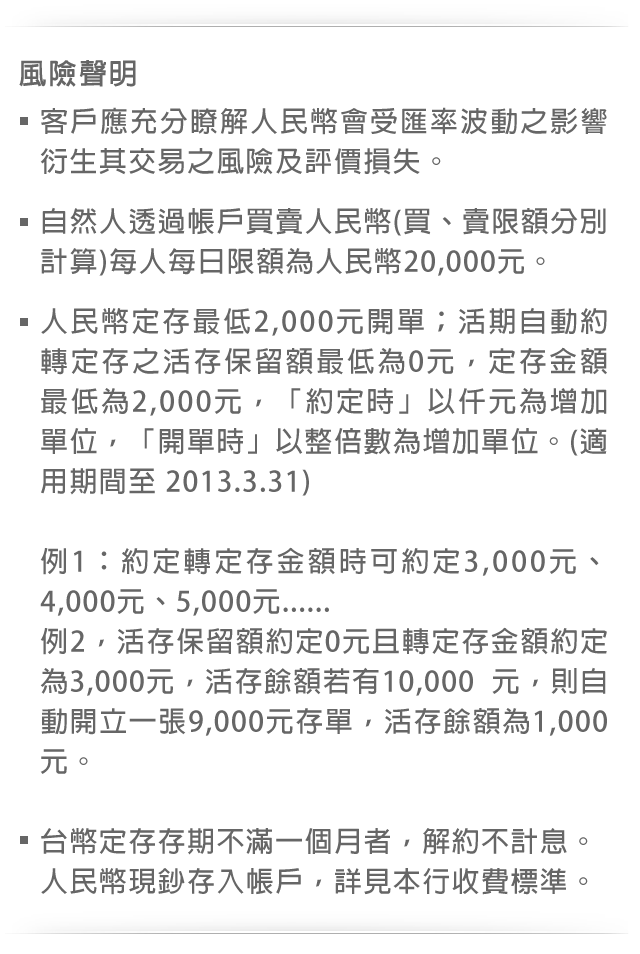 風險聲明
▪ 客戶應充分瞭解人民幣會受匯率波動之影響
衍生其交易之風險及評價損失。
▪ 自然人透過帳戶買賣人民幣(買、賣限額分別
計算)每人每日限額為人民幣20,000元。
▪ 人民幣定存最低2,000元開單；活期自動約
轉定存之活存保留額最低為0元，定存金額
最低為2,000元，「約定時」以仟元為增加
單位，「開單時」以整倍數為增加單位。(適
用期間至 2013.3.31)
例1：約定轉定存金額時可約定3,000元、
4,000元、5,000元......
例2，活存保留額約定0元且轉定存金額約定
為3,000元，活存餘額若有10,000 元，則自
動開立一張9,000元存單，活存餘額為1,000
元。
▪ 台幣定存存期不滿一個月者，解約不計息。
人民幣現鈔存入帳戶，詳見本行收費標準。